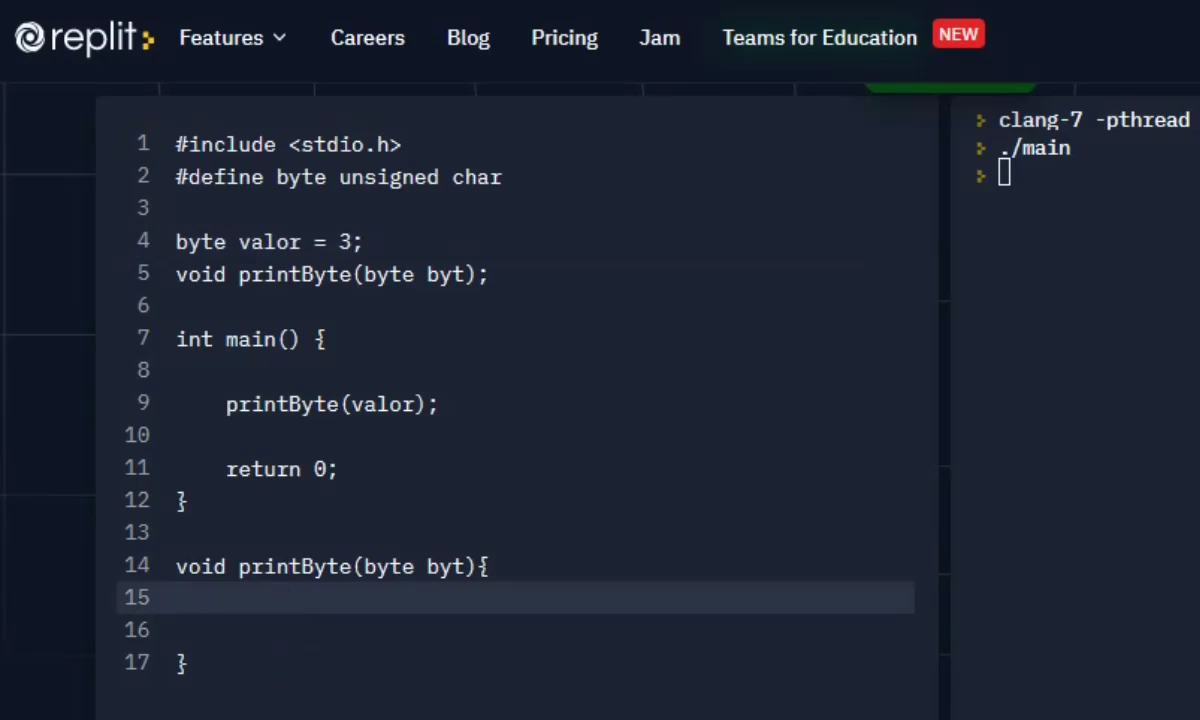 replit
Features Careers Blog Pricing Jam Teams for Education NEW
1 #include <stdio.h>
2 #define byte unsigned char
3
4 byte valor = 3;
5 void printByte(byte byt);
6
7 int main() {
8
9 printByte(valor);
10
11 return 0;
12 }
13
14 void printByte(byte byt){
15
16
17 }
clang-7 -pthread
./main